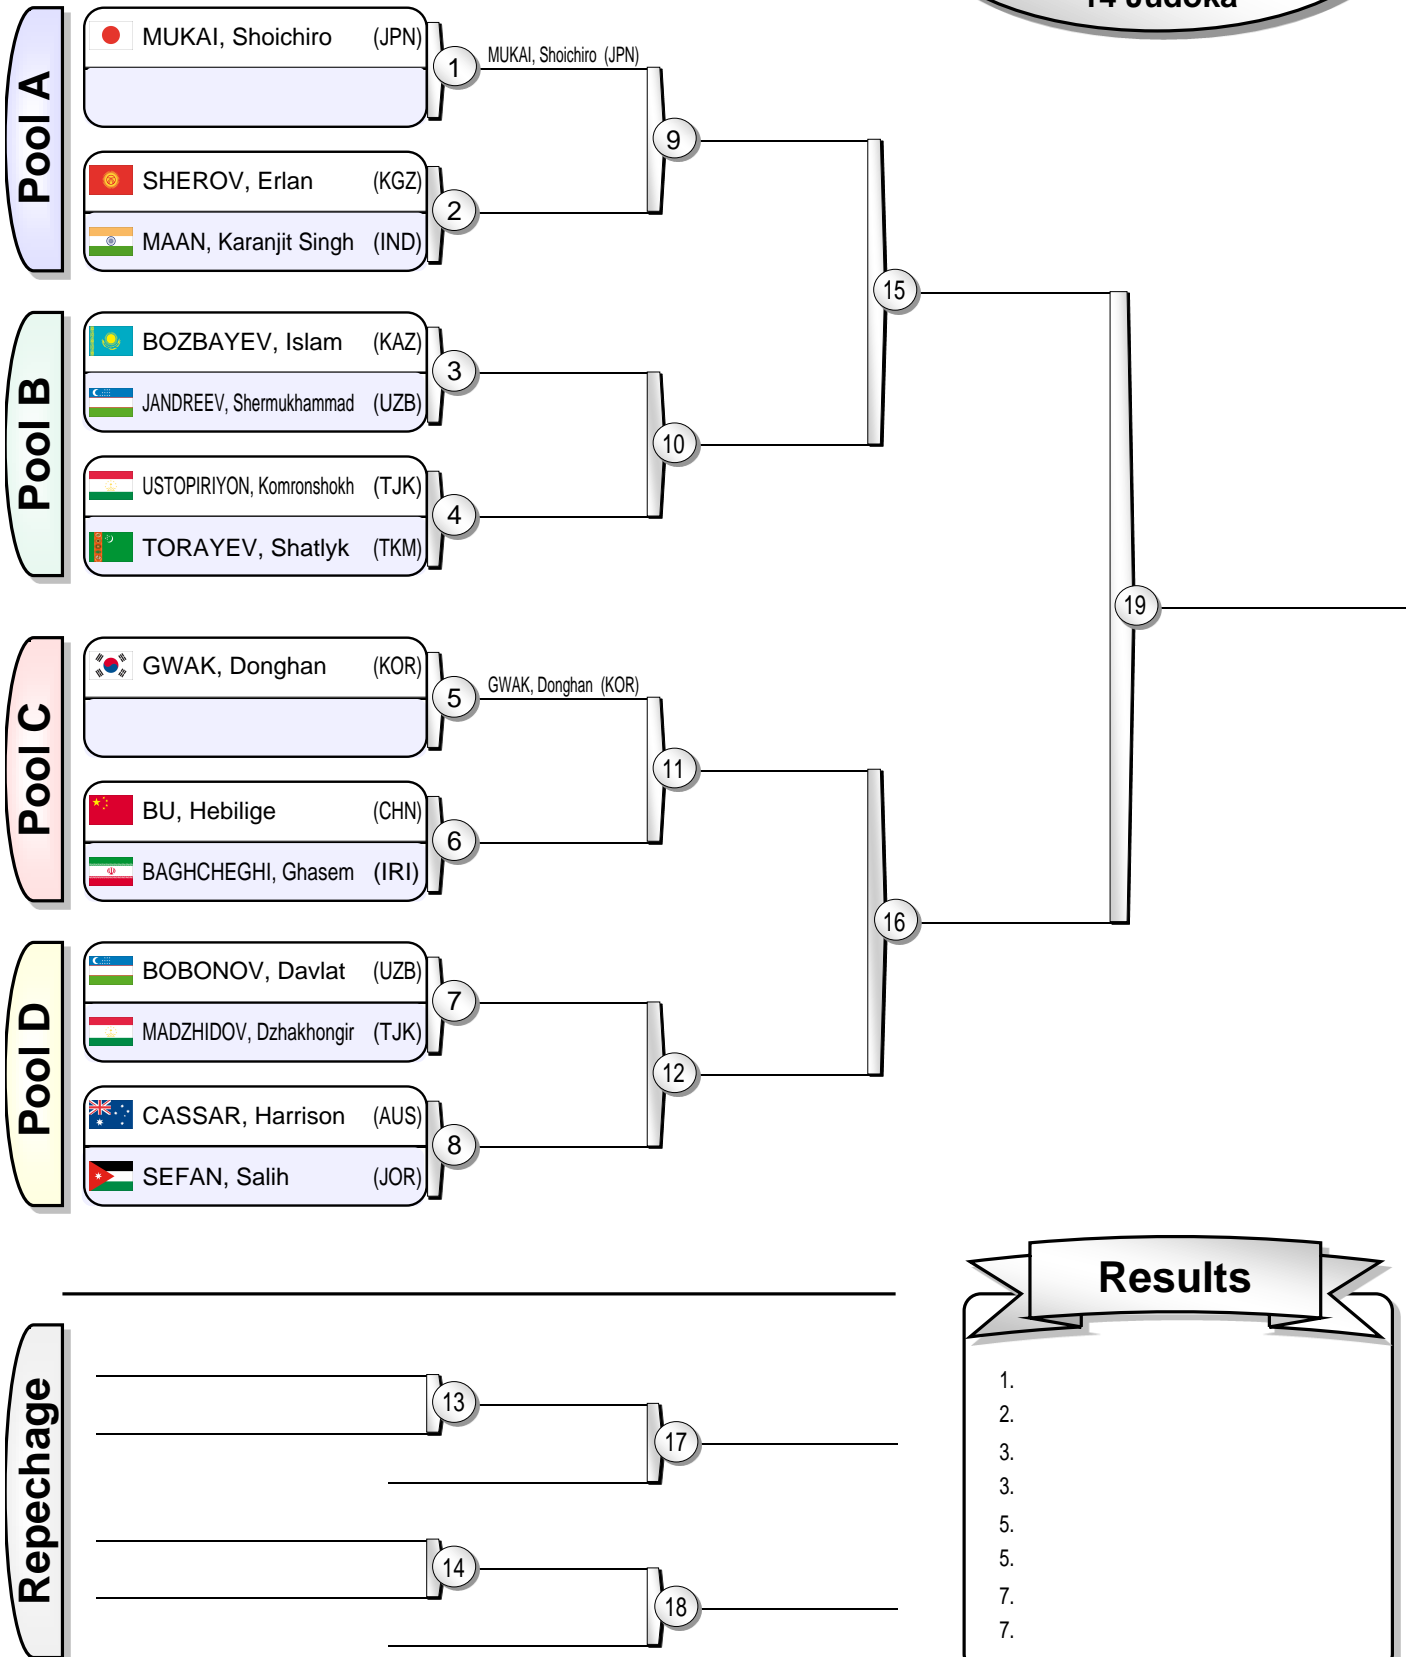 14 Judoka
Pool A
MUKAI, Shoichiro (JPN)
1
MUKAI, Shoichiro (JPN)
9
SHEROV, Erlan (KGZ)
2
MAAN, Karanjit Singh (IND)
15
Pool B
BOZBAYEV, Islam (KAZ)
3
JANDREEV, Shermukhammad (UZB)
10
USTOPIRIYON, Komronshokh (TJK)
4
TORAYEV, Shatlyk (TKM)
19
Pool C
GWAK, Donghan (KOR)
5
GWAK, Donghan (KOR)
11
BU, Hebilige (CHN)
6
BAGHCHEGHI, Ghasem (IRI)
16
Pool D
BOBONOV, Davlat (UZB)
7
MADZHIDOV, Dzhakhongir (TJK)
12
CASSAR, Harrison (AUS)
8
SEFAN, Salih (JOR)
Repechage
13
17
14
18
Results
1.
2.
3.
3.
5.
5.
7.
7.